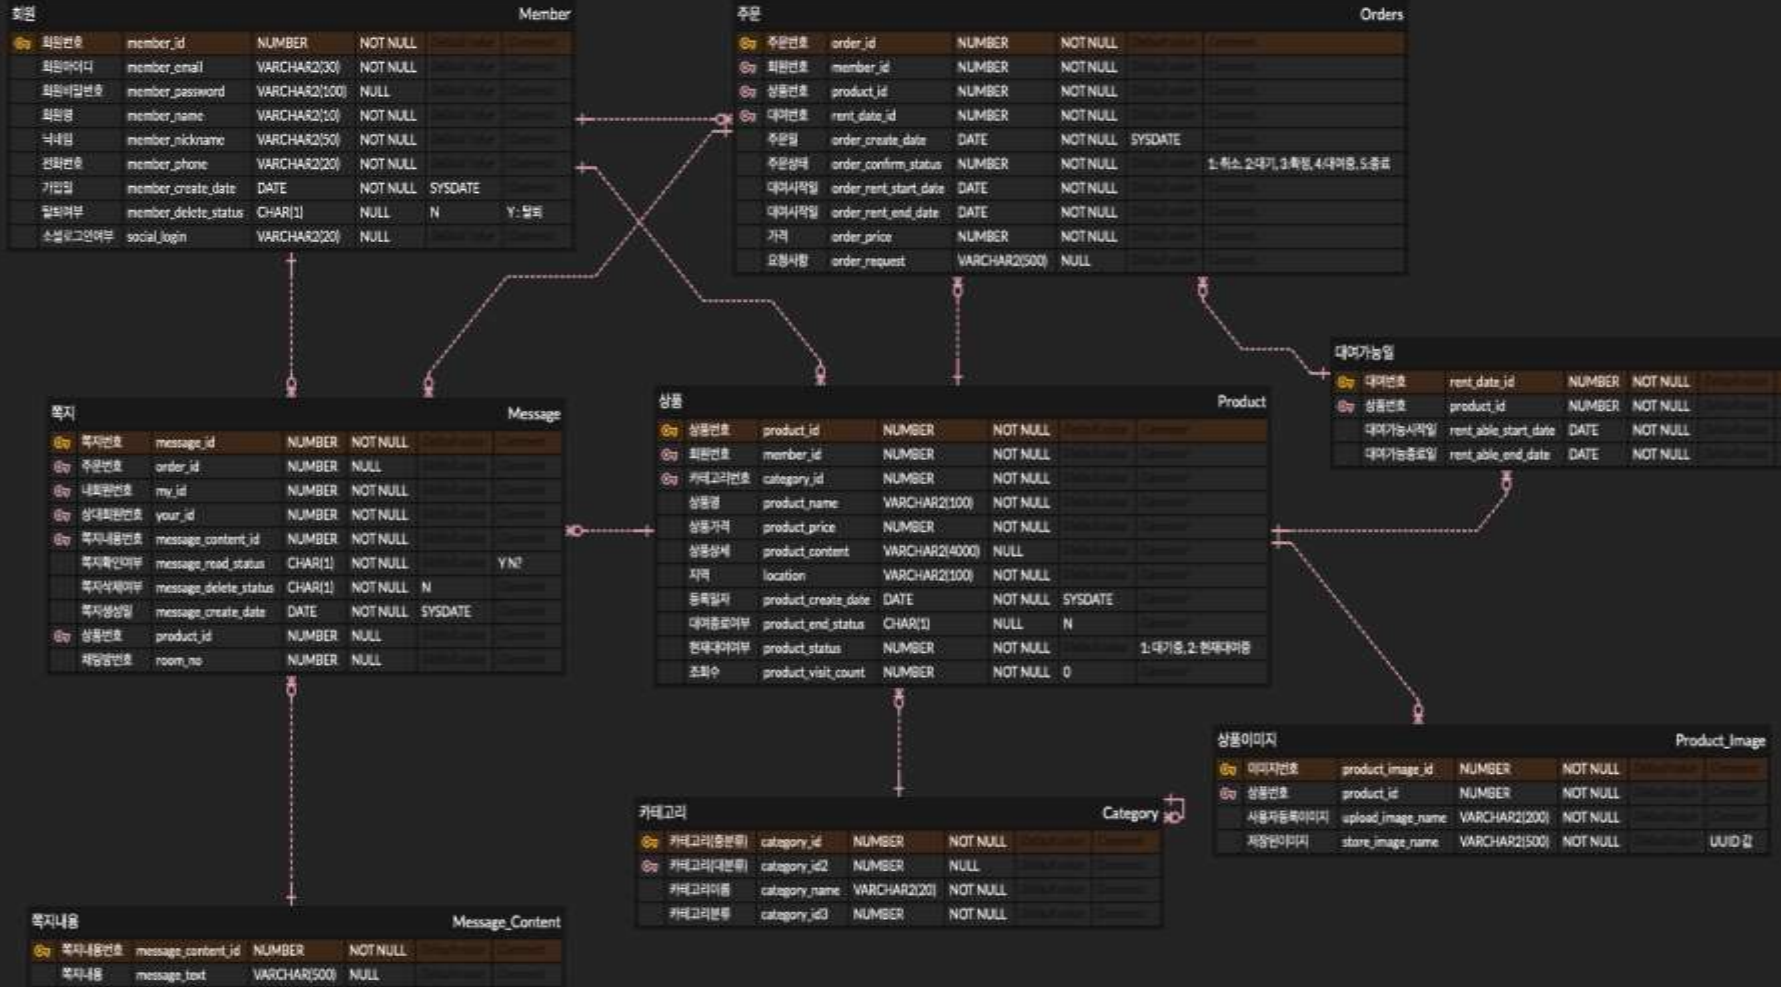 회원 Member
회원번호 member_id NUMBER NOT NULL
회원아이디 member_email VARCHAR2(30) NOT NULL
회원비밀번호 member_password VARCHAR2(100) NULL
회원명 member_name VARCHAR2(10) NOT NULL
닉네임 member_nickname VARCHAR2(50) NOT NULL
전화번호 member_phone VARCHAR2(20) NOT NULL
가입일 member_create_date DATE NOT NULL SYSDATE
탈퇴여부 member_delete_status CHAR(1) NULL N Y : 탈퇴
소셜로그인여부 social_login VARCHAR2(20) NULL
주문 Orders
주문번호 order_id NUMBER NOT NULL
회원번호 member_id NUMBER NOT NULL
상품번호 product_id NUMBER NOT NULL
대여번호 rent_date_id NUMBER NOT NULL
주문일 order_create_date DATE NOT NULL SYSDATE
주문상태 order_confirm_status NUMBER NOT NULL 1: 취소, 2:대기, 3:확정, 4:대여중, 5:종료
대여시작일 order_rent_start_date DATE NOT NULL
대여시작일 order_rent_end_date DATE NOT NULL
가격 order_price NUMBER NOT NULL
요청사항 order_request VARCHAR2(500) NULL
대여가능일
대여번호 rent_date_id NUMBER NOT NULL
상품번호 product_id NUMBER NOT NULL
대여가능시작일 rent_able_start_date DATE NOT NULL
대여가능종료일 rent_able_end_date DATE NOT NULL
쪽지 Message
쪽지번호 message_id NUMBER NOT NULL
주문번호 order_id NUMBER NULL
내회원번호 my_id NUMBER NOT NULL
상대회원번호 your_id NUMBER NOT NULL
쪽지내용번호 message_content_id NUMBER NOT NULL
쪽지확인여부 message_read_status CHAR(1) NOT NULL Y N?
쪽지삭제여부 message_delete_status CHAR(1) NOT NULL N
쪽지생성일 message_create_date DATE NOT NULL SYSDATE
상품번호 product_id NUMBER NULL
채팅방번호 room_no NUMBER NULL
상품 Product
상품번호 product_id NUMBER NOT NULL
회원번호 member_id NUMBER NOT NULL
카테고리번호 category_id NUMBER NOT NULL
상품명 product_name VARCHAR2(100) NOT NULL
상품가격 product_price NUMBER NOT NULL
상품상세 product_content VARCHAR2(4000) NULL
지역 location VARCHAR2(100) NOT NULL
등록일자 product_create_date DATE NOT NULL SYSDATE
대여종료여부 product_end_status CHAR(1) NULL N
현재대여여부 product_status NUMBER NOT NULL 1: 대기중, 2: 현재대여중
조회수 product_visit_count NUMBER NOT NULL 0
상품이미지 Product_Image
이미지번호 product_image_id NUMBER NOT NULL
상품번호 product_id NUMBER NOT NULL
사용자등록이미지 upload_image_name VARCHAR2(200) NOT NULL
저장된이미지 store_image_name VARCHAR2(500) NOT NULL UUID 값
카테고리 Category
카테고리(중분류) category_id NUMBER NOT NULL
카테고리(대분류) category_id2 NUMBER NULL
카테고리이름 category_name VARCHAR2(20) NOT NULL
카테고리분류 category_id3 NUMBER NOT NULL
쪽지내용 Message_Content
쪽지내용번호 message_content_id NUMBER NOT NULL
쪽지내용 message_text VARCHAR(500) NULL